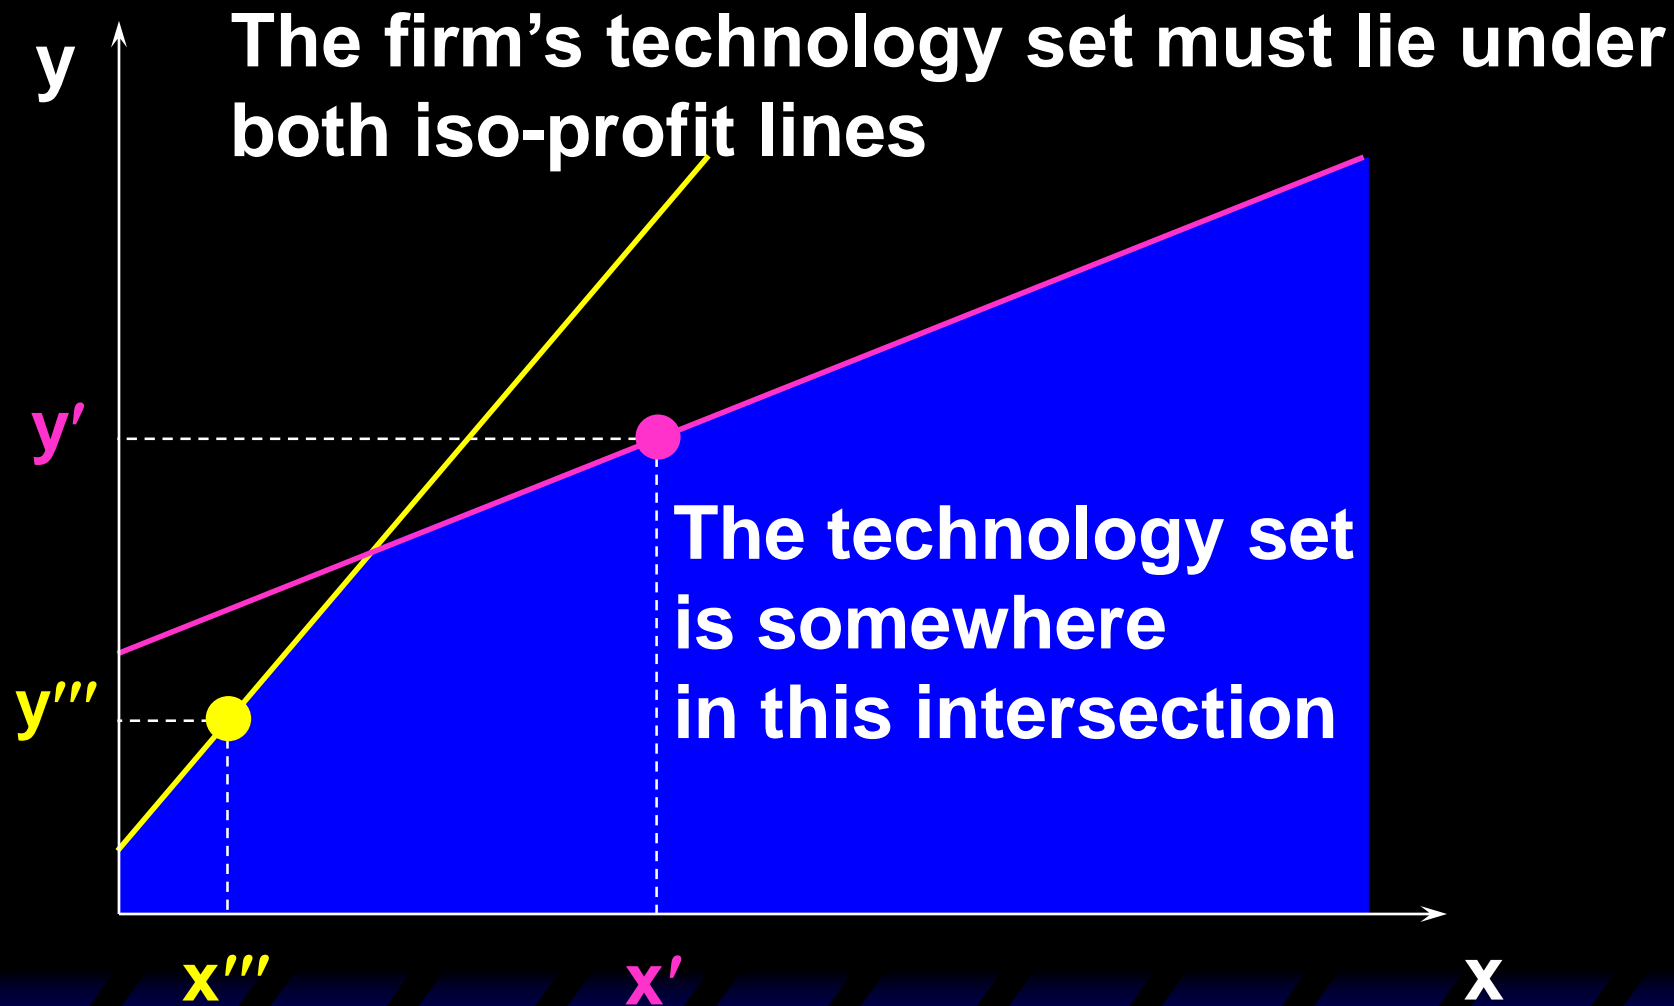 y
The firm’s technology set must lie under
both iso-profit lines
y′
The technology set
is somewhere
in this intersection
y′′′
x′′′
x′
x